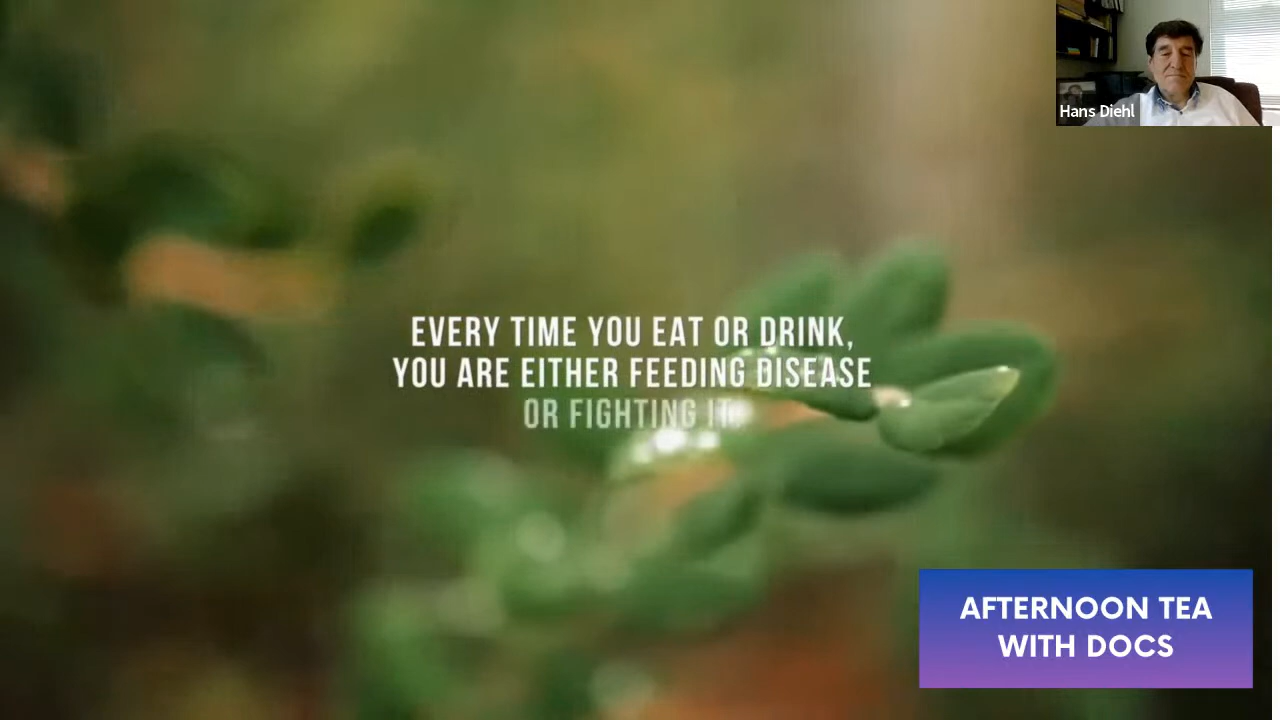 Hans Diehl
EVERY TIME YOU EAT OR DRINK,
YOU ARE EITHER FEEDING DISEASE
OR FIGHTING IT.
AFTERNOON TEA
WITH DOCS